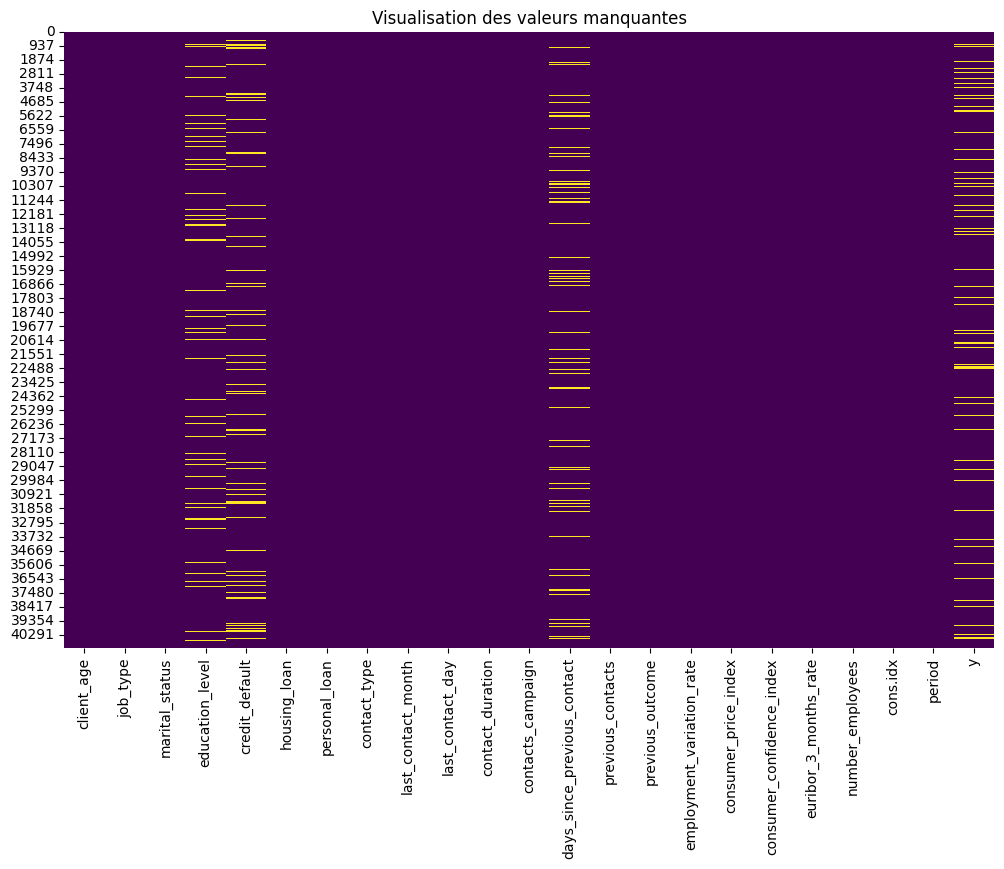 Visualisation des valeurs manquantes
0
937
1874
2811
3748
4685
5622
6559
7496
8433
9370
10307
11244
12181
13118
14055
14992
15929
16866
17803
18740
19677
20614
21551
22488
23425
24362
25299
26236
27173
28110
29047
29984
30921
31858
32795
33732
34669
35606
36543
37480
38417
39354
40291
client_age
job_type
marital_status
education_level
credit_default
housing_loan
personal_loan
contact_type
last_contact_month
last_contact_day
contact_duration
contacts_campaign
days_since_previous_contact
previous_contacts
previous_outcome
employment_variation_rate
consumer_price_index
consumer_confidence_index
euribor_3_months_rate
number_employees
cons.idx
period
y